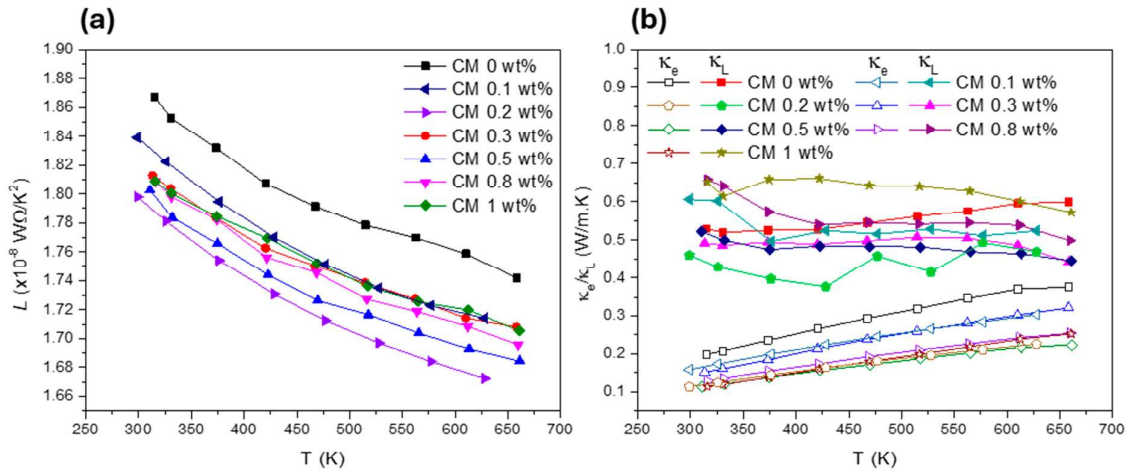 (a)
(b)
1.90
1.88
1.86
1.84
1.82
1.80
1.78
1.76
1.74
1.72
1.70
1.68
1.66
L (x10⁻⁸ WΩ/K²)
CM 0 wt%
CM 0.1 wt%
CM 0.2 wt%
CM 0.3 wt%
CM 0.5 wt%
CM 0.8 wt%
CM 1 wt%
250 300 350 400 450 500 550 600 650 700
T (K)
1.0
0.9
0.8
0.7
0.6
0.5
0.4
0.3
0.2
0.1
κe/κL (W/m.K)
κe κL κe κL
CM 0 wt% CM 0.1 wt%
CM 0.2 wt% CM 0.3 wt%
CM 0.5 wt% CM 0.8 wt%
CM 1 wt%
250 300 350 400 450 500 550 600 650 700
T (K)